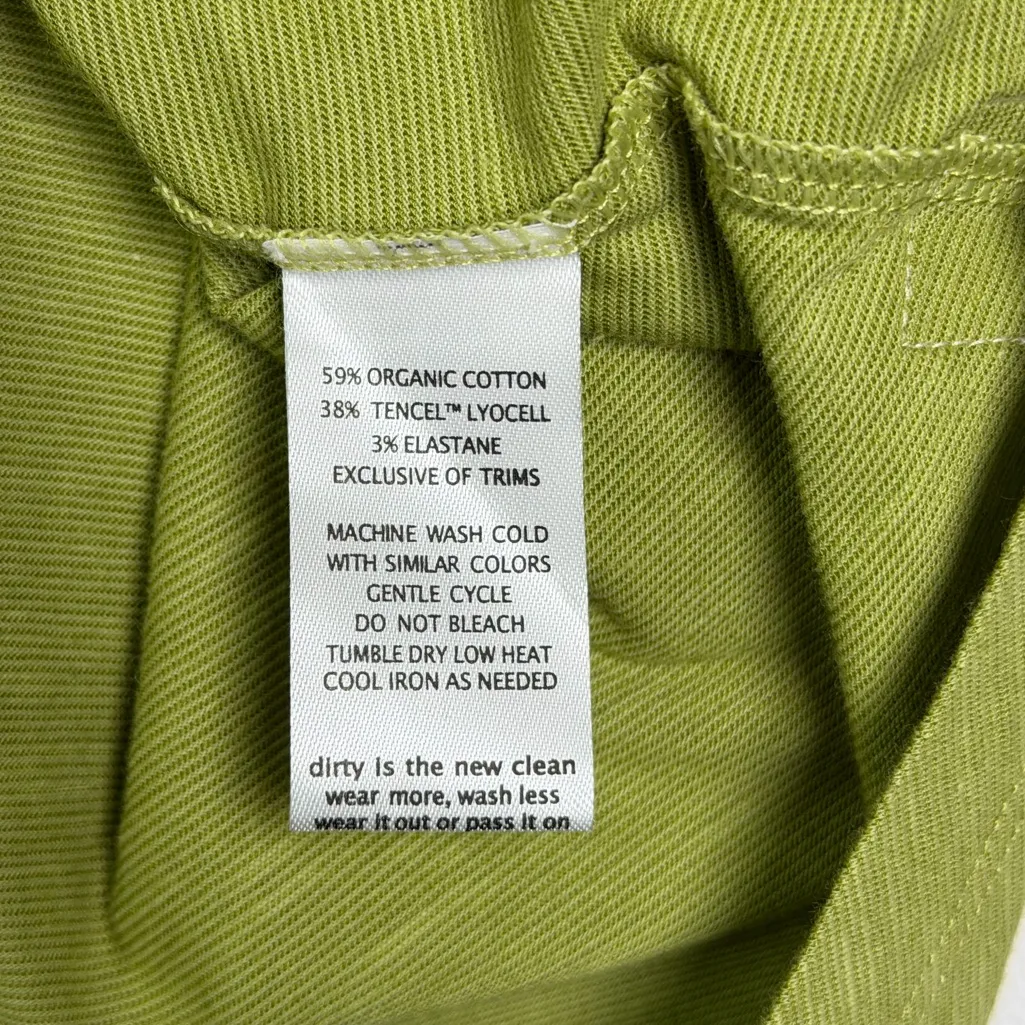 59% ORGANIC COTTON
38% TENCEL™ LYOCELL
3% ELASTANE
EXCLUSIVE OF TRIMS
MACHINE WASH COLD
WITH SIMILAR COLORS
GENTLE CYCLE
DO NOT BLEACH
TUMBLE DRY LOW HEAT
COOL IRON AS NEEDED
dirty is the new clean
wear more, wash less
wear it out or pass it on